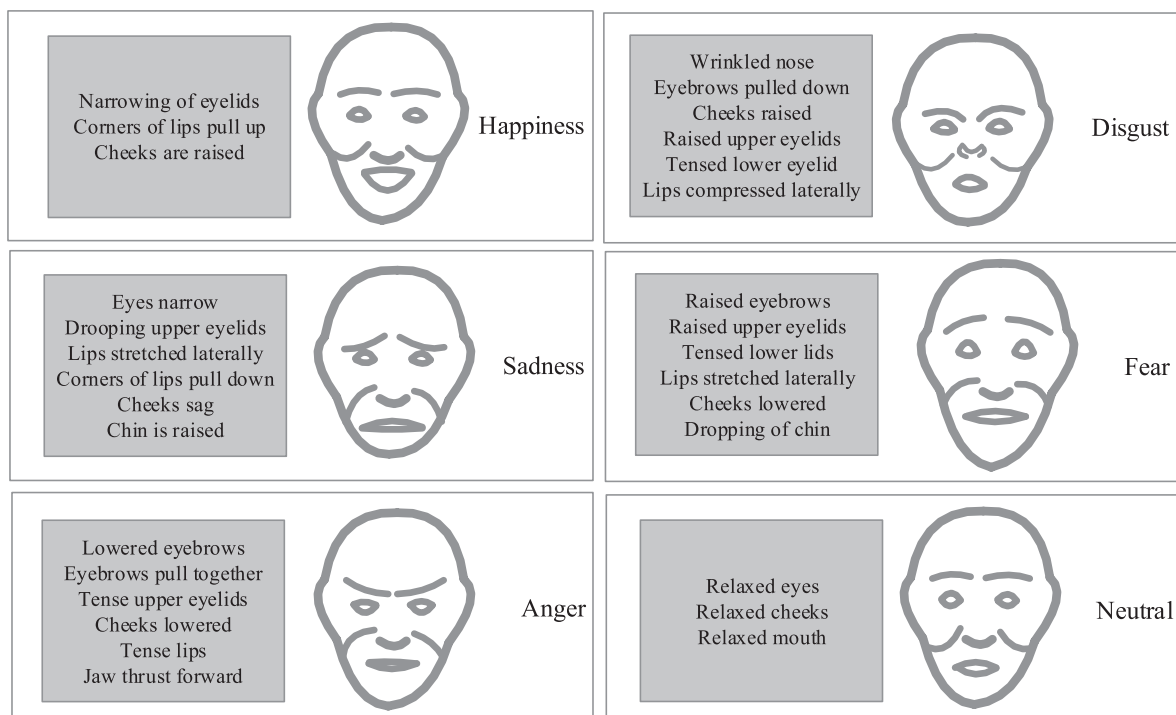 Narrowing of eyelids
Corners of lips pull up
Cheeks are raised
Happiness
Wrinkled nose
Eyebrows pulled down
Cheeks raised
Raised upper eyelids
Tensed lower eyelid
Lips compressed laterally
Disgust
Eyes narrow
Drooping upper eyelids
Lips stretched laterally
Corners of lips pull down
Cheeks sag
Chin is raised
Sadness
Raised eyebrows
Raised upper eyelids
Tensed lower lids
Lips stretched laterally
Cheeks lowered
Dropping of chin
Fear
Lowered eyebrows
Eyebrows pull together
Tense upper eyelids
Cheeks lowered
Tense lips
Jaw thrust forward
Anger
Relaxed eyes
Relaxed cheeks
Relaxed mouth
Neutral